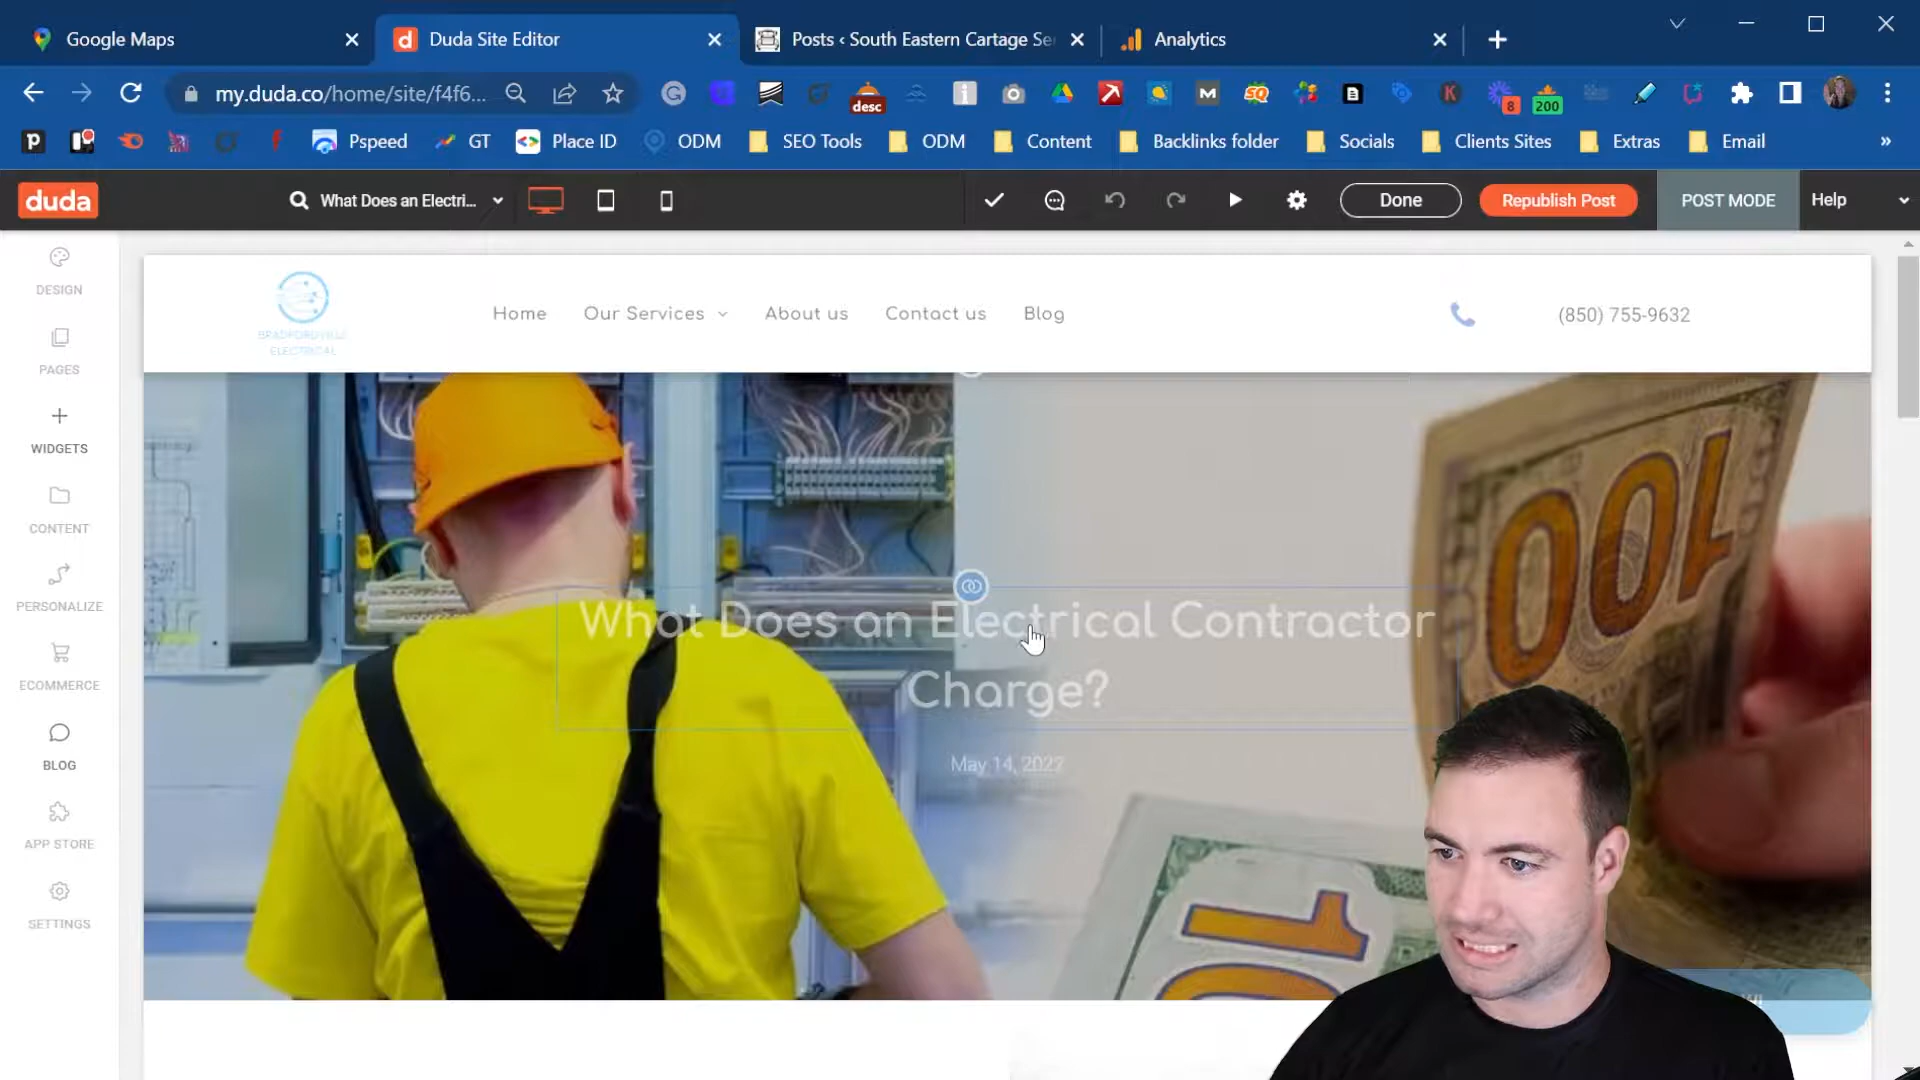 Google Maps
Duda Site Editor
Posts ‹ South Eastern Cartage Se
Analytics
my.duda.co/home/site/f4f6...
desc
8
200
Pspeed
GT
Place ID
ODM
SEO Tools
ODM
Content
Backlinks folder
Socials
Clients Sites
Extras
Email
»
duda
What Does an Electri...
Done
Republish Post
POST MODE
Help
DESIGN
PAGES
WIDGETS
CONTENT
PERSONALIZE
ECOMMERCE
BLOG
APP STORE
SETTINGS
BRADFORDVILLE
ELECTRICAL
Home
Our Services
About us
Contact us
Blog
(850) 755-9632
What Does an Electrical Contractor
Charge?
May 14, 2022
100